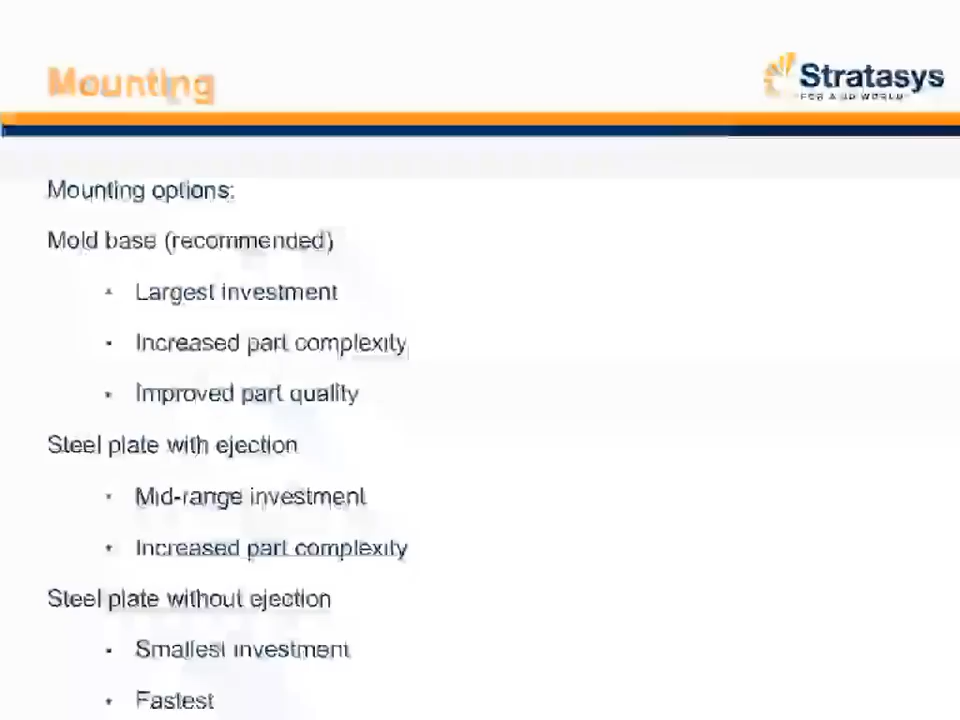 Mounting
Stratasys
FOR A 3D WORLD
Mounting options:
Mold base (recommended)
• Largest investment
• Increased part complexity
• Improved part quality
Steel plate with ejection
• Mid-range investment
• Increased part complexity
Steel plate without ejection
• Smallest investment
• Fastest